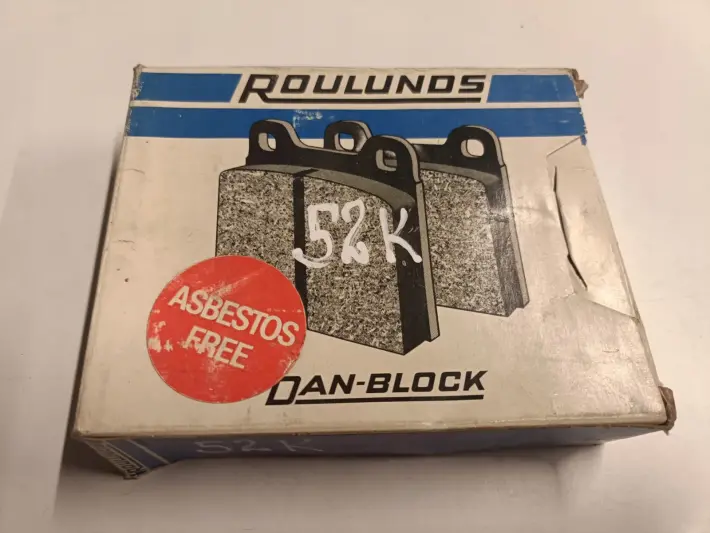 ROULUNDS
52K
ASBESTOS
FREE
DAN-BLOCK
52K